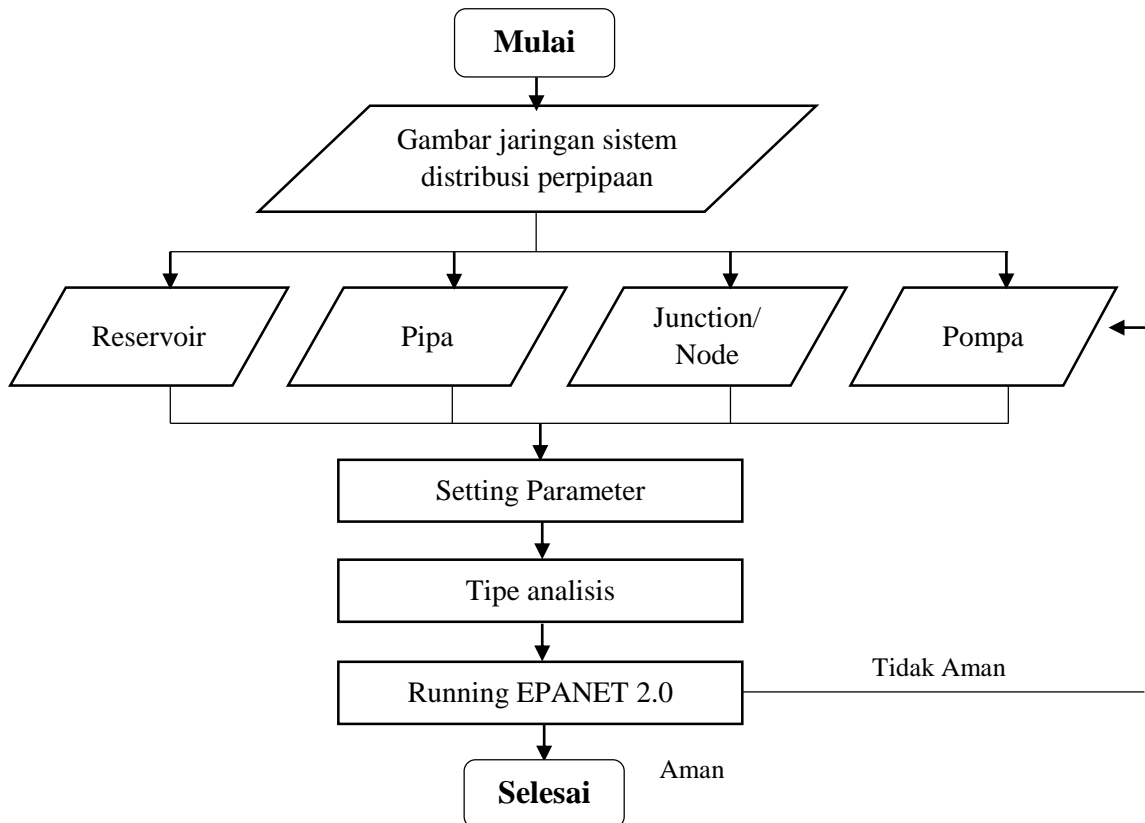 Mulai
Gambar jaringan sistem
distribusi perpipaan
Reservoir
Pipa
Junction/
Node
Pompa
Setting Parameter
Tipe analisis
Running EPANET 2.0
Tidak Aman
Aman
Selesai